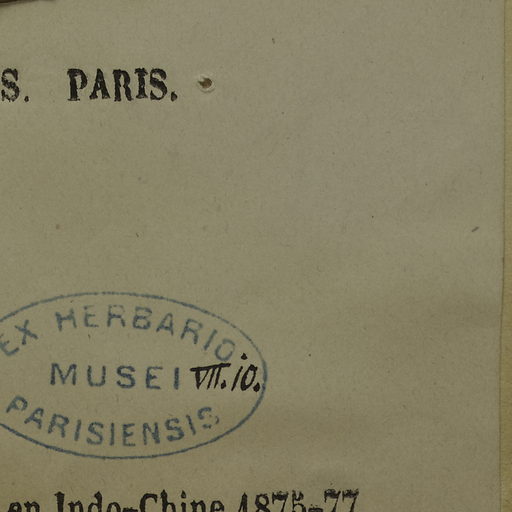 S. PARIS.
EX HERBARIO
MUSEI VII.10.
PARISIENSIS
en Indo-Chine 1875-77